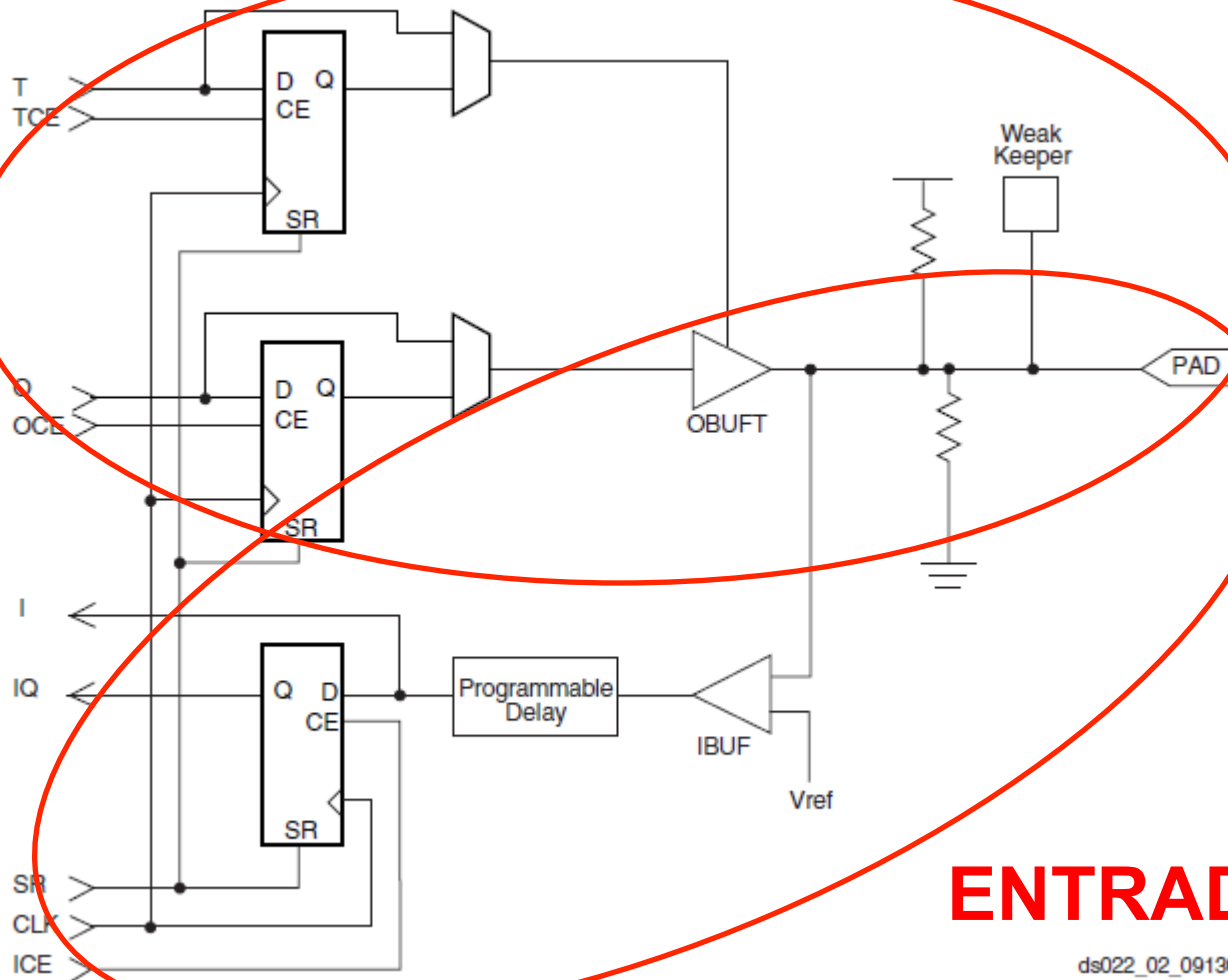 T
TCE
D Q
CE
SR
Weak
Keeper
O
OCE
D Q
CE
SR
OBUFT
PAD
I
IQ
Q D
CE
SR
Programmable
Delay
IBUF
Vref
SR
CLK
ICE
ENTRAD
ds022_02_0913